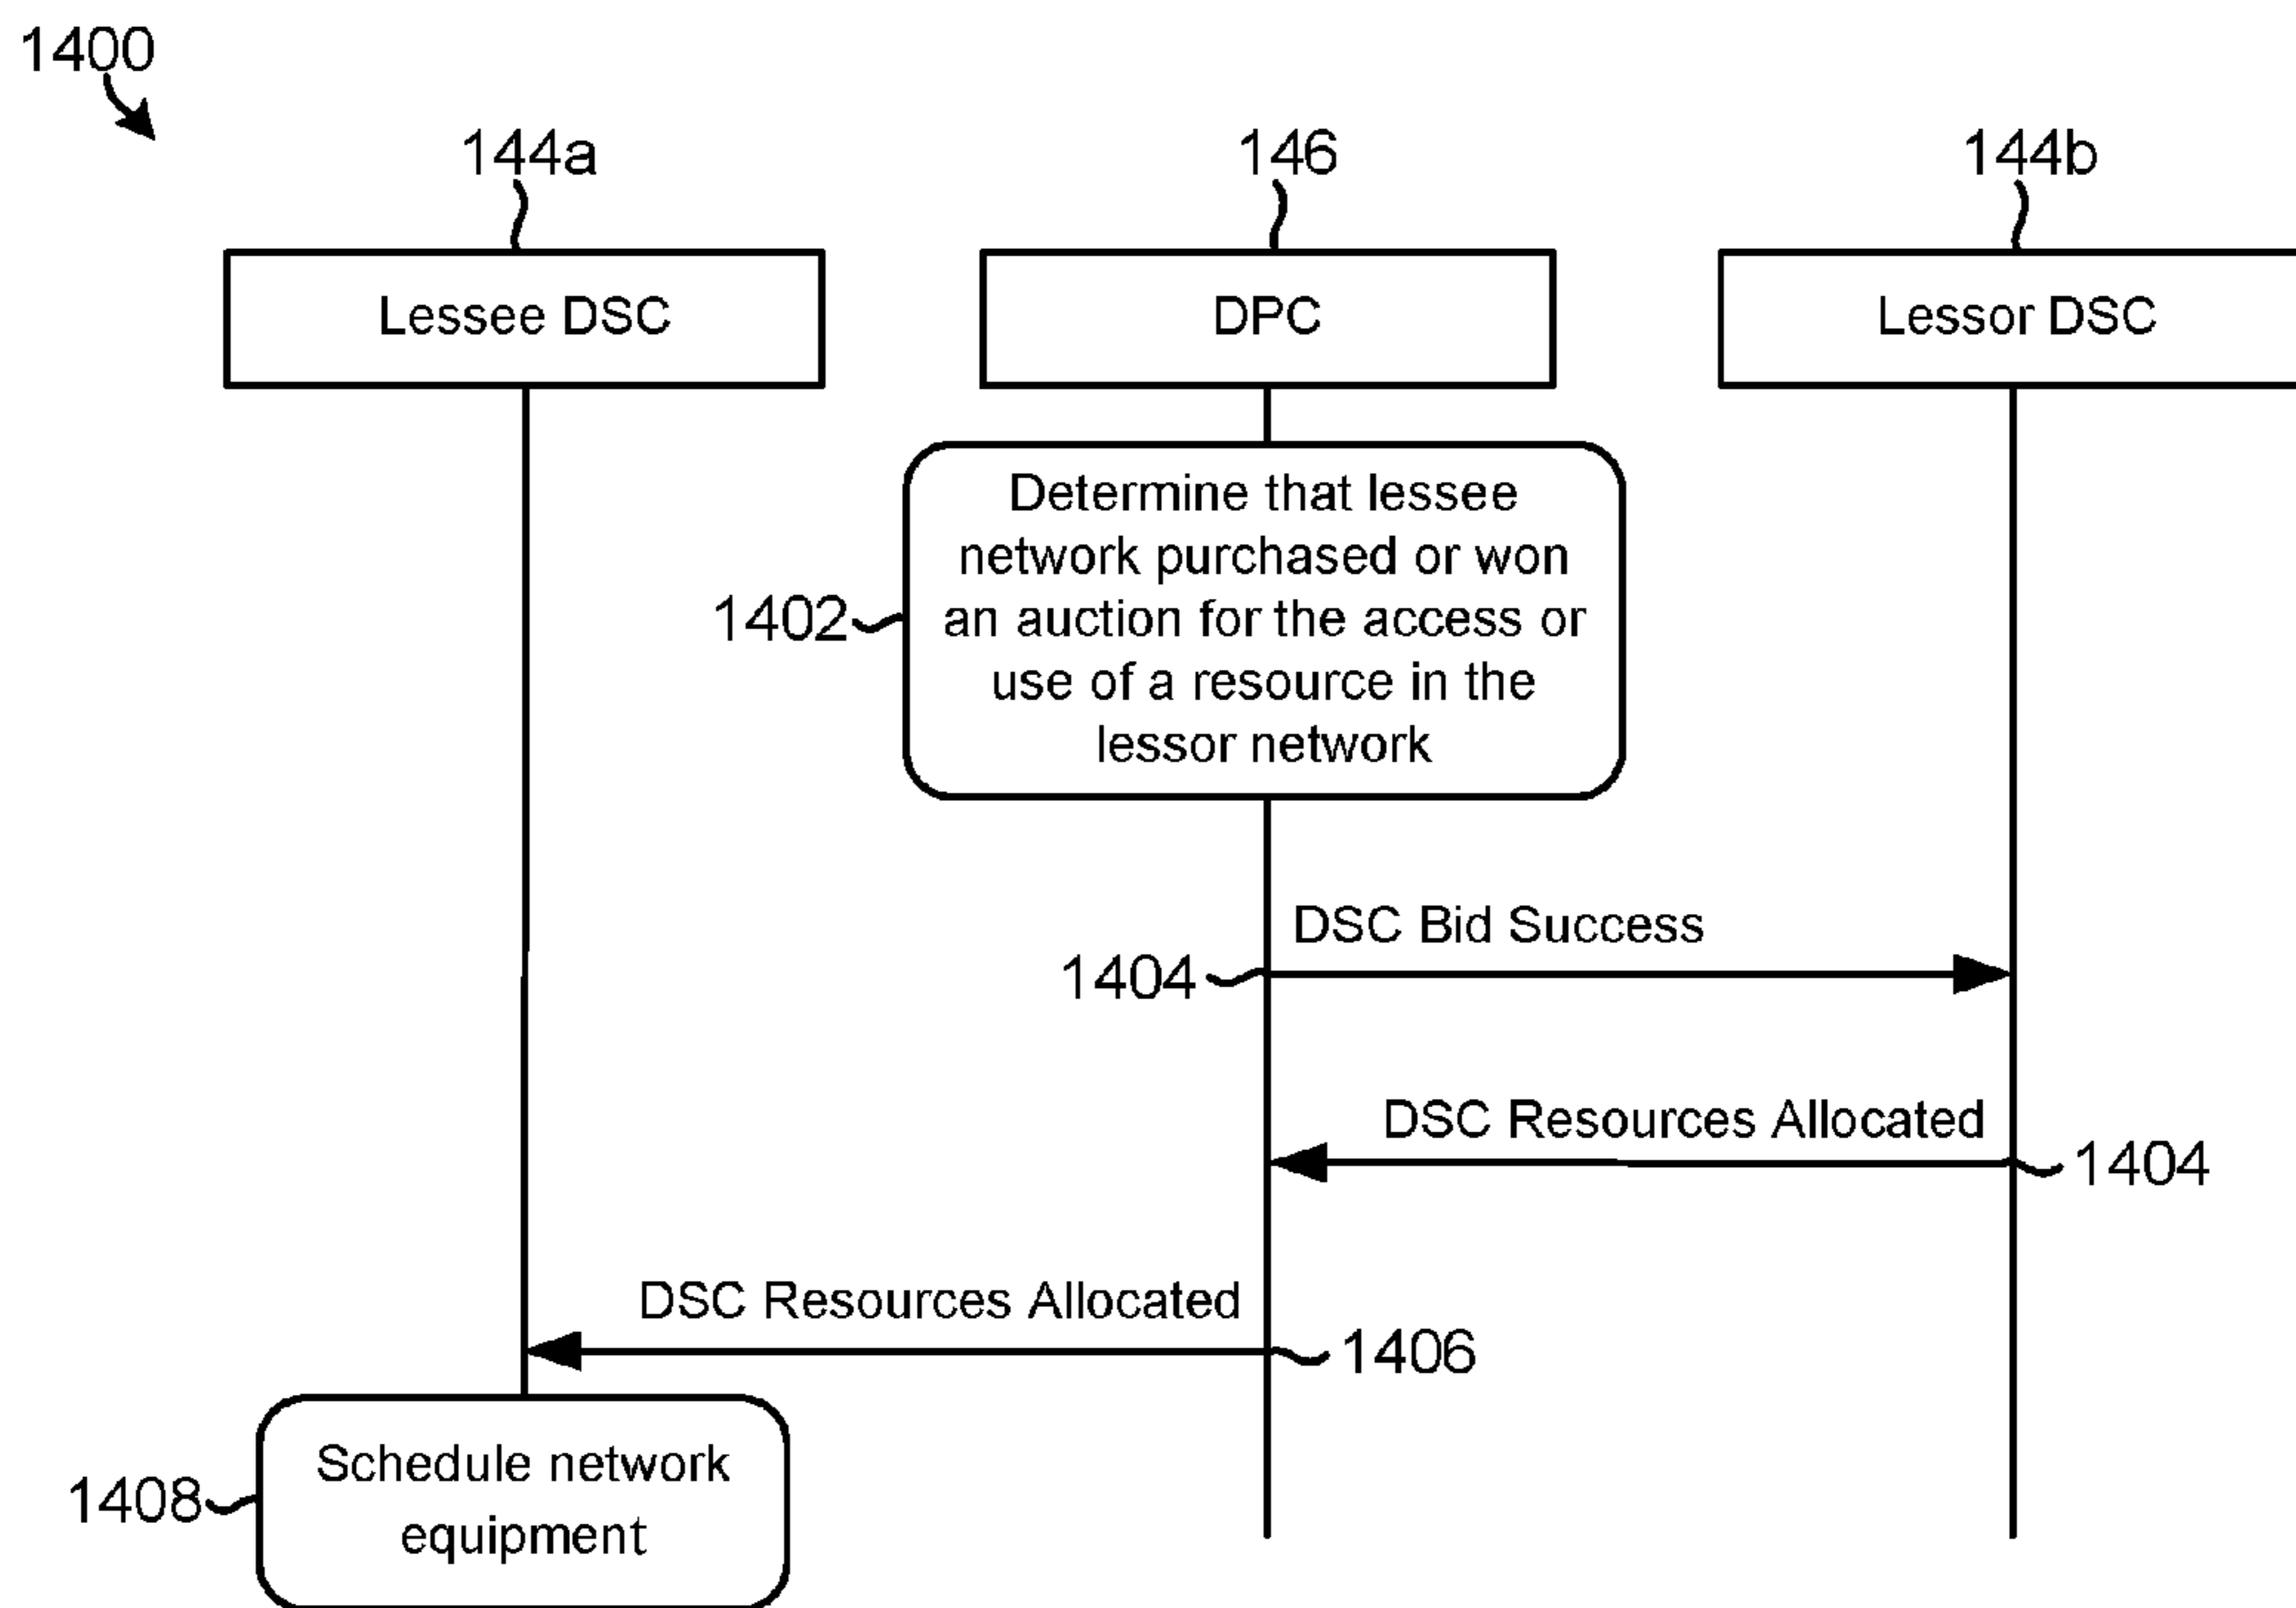 1400
144a
146
144b
Lessee DSC
DPC
Lessor DSC
Determine that lessee
network purchased or won
an auction for the access or
use of a resource in the
lessor network
1402
DSC Bid Success
1404
DSC Resources Allocated
1404
DSC Resources Allocated
1406
Schedule network
equipment
1408